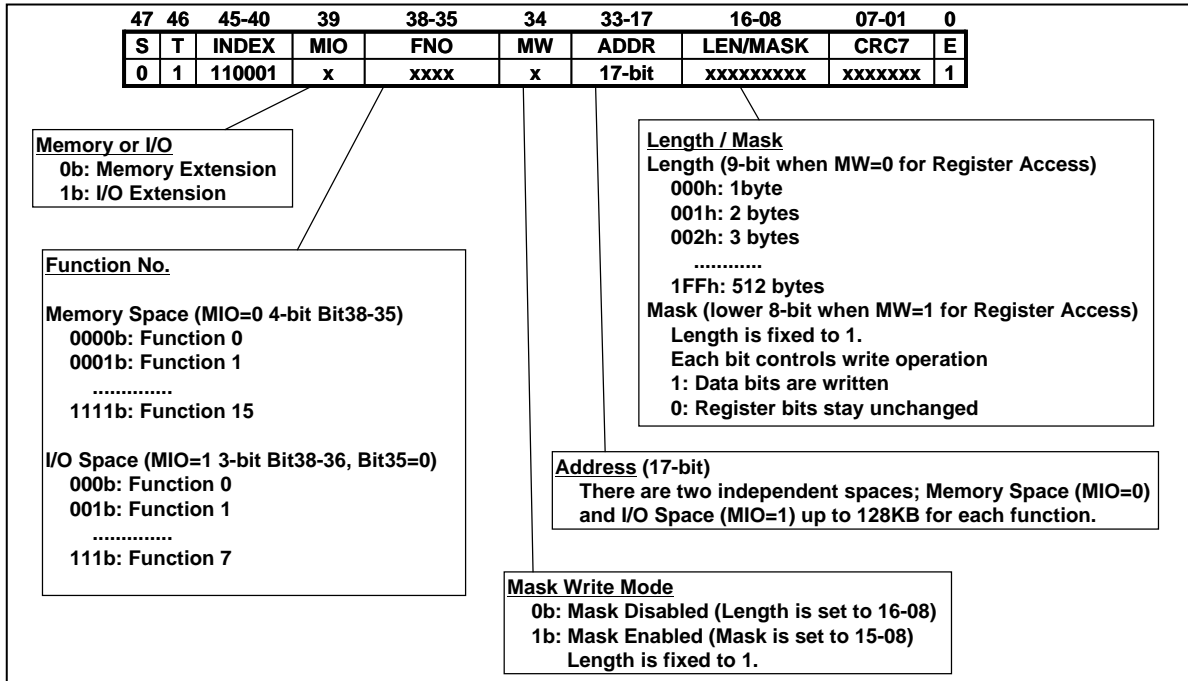 47 46 45-40 39 38-35 34 33-17 16-08 07-01 0
S T INDEX MIO FNO MW ADDR LEN/MASK CRC7 E
0 1 110001 x xxxx x 17-bit xxxxxxxxx xxxxxxx 1
Memory or I/O
0b: Memory Extension
1b: I/O Extension
Function No.
Memory Space (MIO=0 4-bit Bit38-35)
0000b: Function 0
0001b: Function 1
..............
1111b: Function 15
I/O Space (MIO=1 3-bit Bit38-36, Bit35=0)
000b: Function 0
001b: Function 1
..............
111b: Function 7
Length / Mask
Length (9-bit when MW=0 for Register Access)
000h: 1byte
001h: 2 bytes
002h: 3 bytes
............
1FFh: 512 bytes
Mask (lower 8-bit when MW=1 for Register Access)
Length is fixed to 1.
Each bit controls write operation
1: Data bits are written
0: Register bits stay unchanged
Address (17-bit)
There are two independent spaces; Memory Space (MIO=0)
and I/O Space (MIO=1) up to 128KB for each function.
Mask Write Mode
0b: Mask Disabled (Length is set to 16-08)
1b: Mask Enabled (Mask is set to 15-08)
Length is fixed to 1.